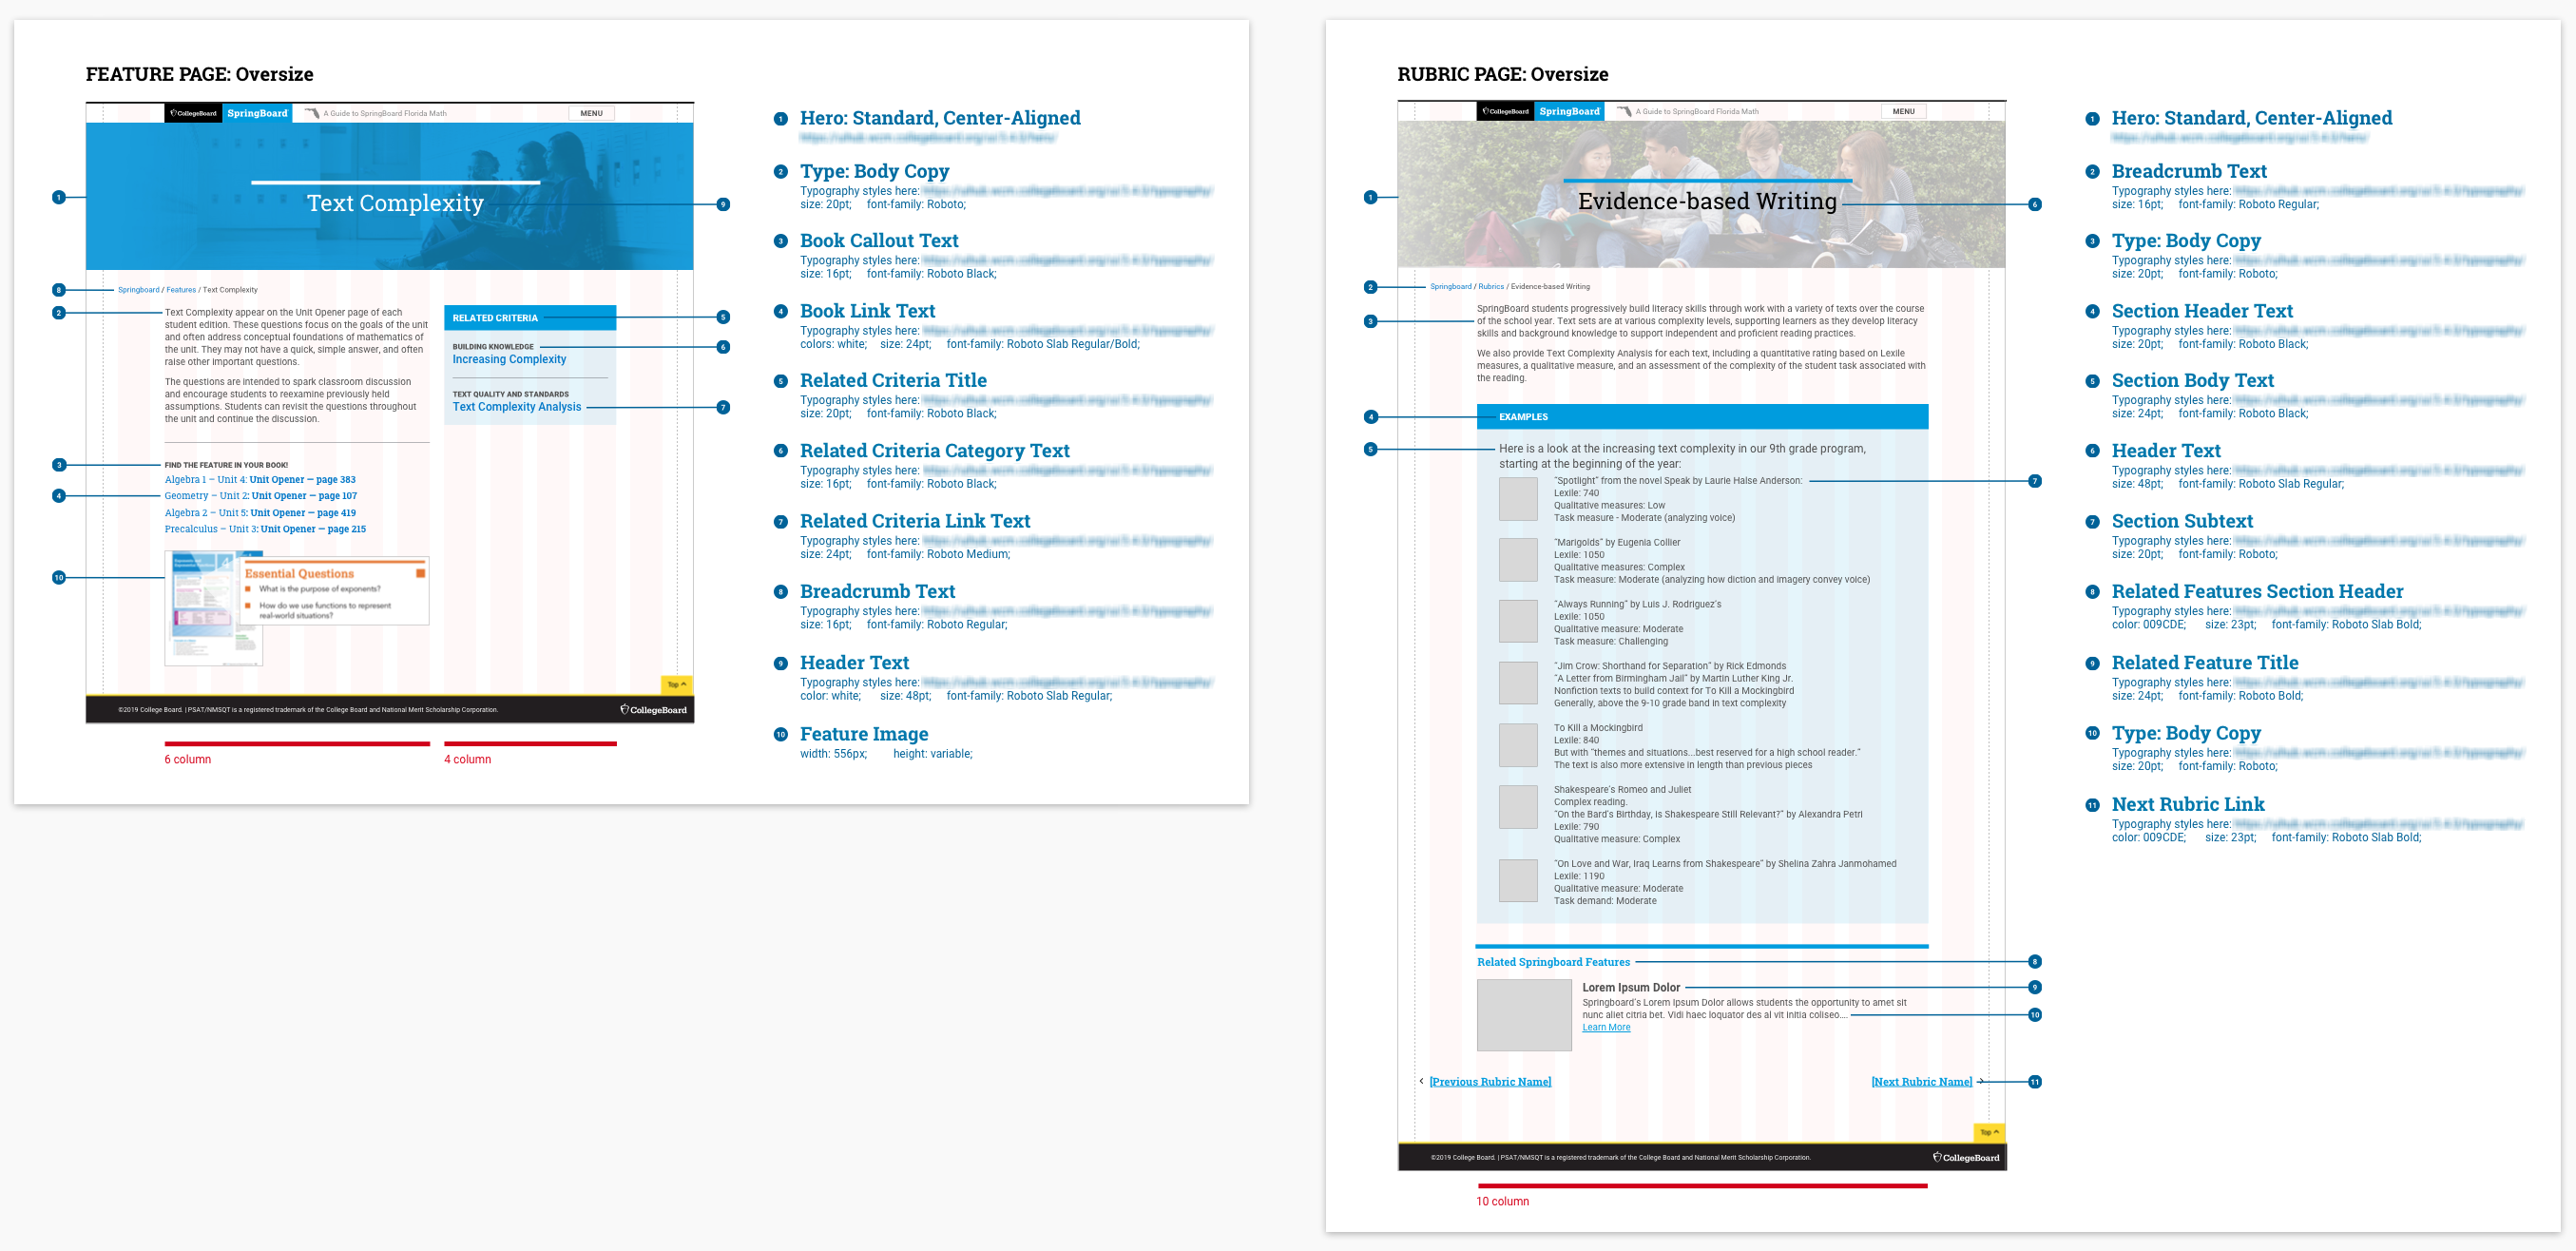 FEATURE PAGE: Oversize
CollegeBoard
SpringBoard
A Guide to SpringBoard Florida Math
MENU
Text Complexity
Springboard / Features / Text Complexity
Text Complexity appear on the Unit Opener page of each
student edition. These questions focus on the goals of the unit
and often address conceptual foundations of mathematics of
the unit. They may not have a quick, simple answer, and often
raise other important questions.
The questions are intended to spark classroom discussion
and encourage students to reexamine previously held
assumptions. Students can revisit the questions throughout
the unit and continue the discussion.
FIND THE FEATURE IN YOUR BOOK!
Algebra 1 – Unit 4: Unit Opener — page 383
Geometry – Unit 2: Unit Opener — page 107
Algebra 2 – Unit 5: Unit Opener — page 419
Precalculus – Unit 3: Unit Opener — page 215
Essential Questions
What is the purpose of exponents?
How do we use functions to represent
real-world situations?
RELATED CRITERIA
BUILDING KNOWLEDGE
Increasing Complexity
TEXT QUALITY AND STANDARDS
Text Complexity Analysis
Top
©2019 College Board. | PSAT/NMSQT is a registered trademark of the College Board and National Merit Scholarship Corporation.
CollegeBoard
6 column
4 column
1
8
2
3
4
10
9
5
6
7
1 Hero: Standard, Center-Aligned
2 Type: Body Copy
Typography styles here:
size: 20pt; font-family: Roboto;
3 Book Callout Text
Typography styles here:
size: 16pt; font-family: Roboto Black;
4 Book Link Text
Typography styles here:
colors: white; size: 24pt; font-family: Roboto Slab Regular/Bold;
5 Related Criteria Title
Typography styles here:
size: 20pt; font-family: Roboto Black;
6 Related Criteria Category Text
Typography styles here:
size: 16pt; font-family: Roboto Black;
7 Related Criteria Link Text
Typography styles here:
size: 24pt; font-family: Roboto Medium;
8 Breadcrumb Text
Typography styles here:
size: 16pt; font-family: Roboto Regular;
9 Header Text
Typography styles here:
color: white; size: 48pt; font-family: Roboto Slab Regular;
10 Feature Image
width: 556px; height: variable;
RUBRIC PAGE: Oversize
CollegeBoard
SpringBoard
A Guide to SpringBoard Florida Math
MENU
Evidence-based Writing
Springboard / Rubrics / Evidence-based Writing
SpringBoard students progressively build literacy skills through work with a variety of texts over the course
of the school year. Text sets are at various complexity levels, supporting learners as they develop literacy
skills and background knowledge to support independent and proficient reading practices.
We also provide Text Complexity Analysis for each text, including a quantitative rating based on Lexile
measures, a qualitative measure, and an assessment of the complexity of the student task associated with
the reading.
EXAMPLES
Here is a look at the increasing text complexity in our 9th grade program,
starting at the beginning of the year:
“Spotlight” from the novel Speak by Laurie Halse Anderson:
Lexile: 740
Qualitative measures: Low
Task measure - Moderate (analyzing voice)
“Marigolds” by Eugenia Collier
Lexile: 1050
Qualitative measures: Complex
Task measure: Moderate (analyzing how diction and imagery convey voice)
“Always Running” by Luis J. Rodriguez’s
Lexile: 1050
Qualitative measure: Moderate
Task measure: Challenging
“Jim Crow: Shorthand for Separation” by Rick Edmonds
“A Letter from Birmingham Jail” by Martin Luther King Jr.
Nonfiction texts to build context for To Kill a Mockingbird
Generally, above the 9-10 grade band in text complexity
To Kill a Mockingbird
Lexile: 840
But with “themes and situations...best reserved for a high school reader.”
The text is also more extensive in length than previous pieces
Shakespeare’s Romeo and Juliet
Complex reading.
“On the Bard’s Birthday, is Shakespeare Still Relevant?” by Alexandra Petri
Lexile: 790
Qualitative measure: Complex
“On Love and War, Iraq Learns from Shakespeare” by Shelina Zahra Janmohamed
Lexile: 1190
Qualitative measure: Moderate
Task demand: Moderate
Related Springboard Features
Lorem Ipsum Dolor
Springboard’s Lorem Ipsum Dolor allows students the opportunity to amet sit
nunc aliet citria bet. Vidi haec loquator des al vit initia coliseo....
Learn More
[Previous Rubric Name]
[Next Rubric Name]
Top
©2019 College Board. | PSAT/NMSQT is a registered trademark of the College Board and National Merit Scholarship Corporation.
CollegeBoard
10 column
1
2
3
4
5
6
7
8
9
10
11
1 Hero: Standard, Center-Aligned
2 Breadcrumb Text
Typography styles here:
size: 16pt; font-family: Roboto Regular;
3 Type: Body Copy
Typography styles here:
size: 20pt; font-family: Roboto;
4 Section Header Text
Typography styles here:
size: 20pt; font-family: Roboto Black;
5 Section Body Text
Typography styles here:
size: 24pt; font-family: Roboto Black;
6 Header Text
Typography styles here:
size: 48pt; font-family: Roboto Slab Regular;
7 Section Subtext
Typography styles here:
size: 20pt; font-family: Roboto;
8 Related Features Section Header
Typography styles here:
color: 009CDE; size: 23pt; font-family: Roboto Slab Bold;
9 Related Feature Title
Typography styles here:
size: 24pt; font-family: Roboto Bold;
10 Type: Body Copy
Typography styles here:
size: 20pt; font-family: Roboto;
11 Next Rubric Link
Typography styles here:
color: 009CDE; size: 23pt; font-family: Roboto Slab Bold;